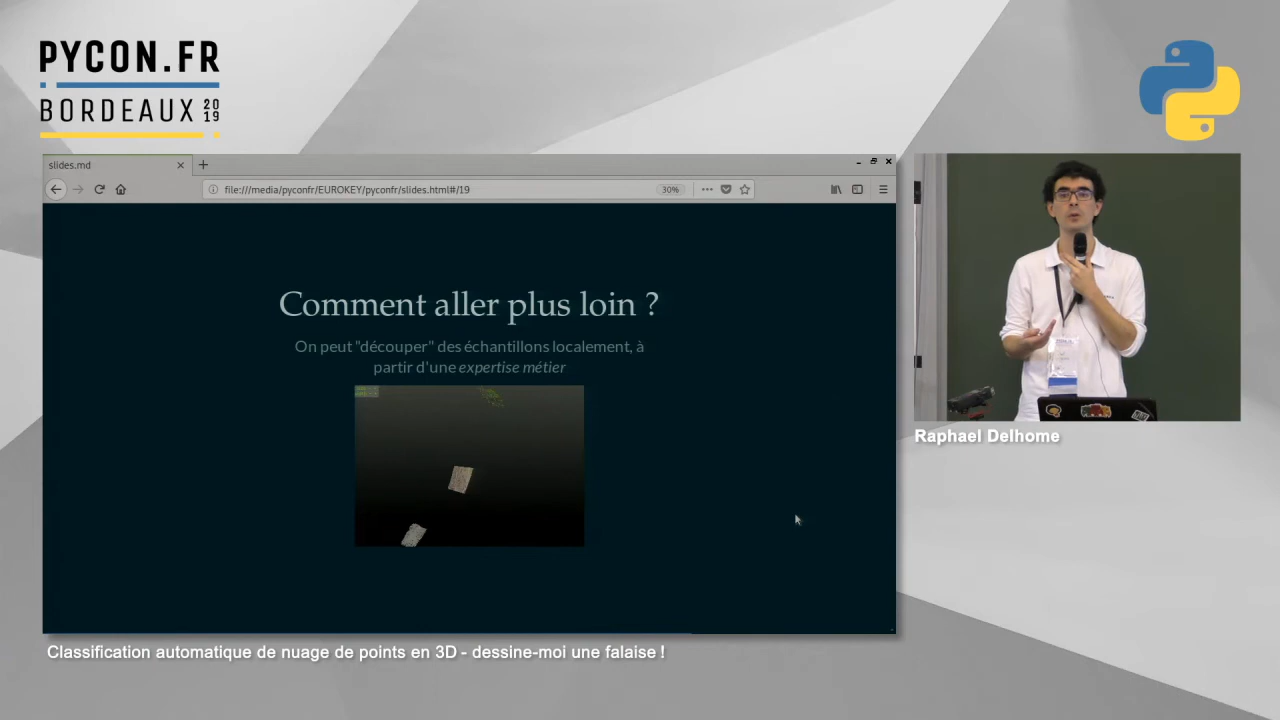 PYCON.FR
BORDEAUX 2019
slides.md
file:///media/pyconfr/EUROKEY/pyconfr/slides.html#/19
30%
Comment aller plus loin ?
On peut "découper" des échantillons localement, à
partir d'une expertise métier
Raphael Delhome
Classification automatique de nuage de points en 3D - dessine-moi une falaise !